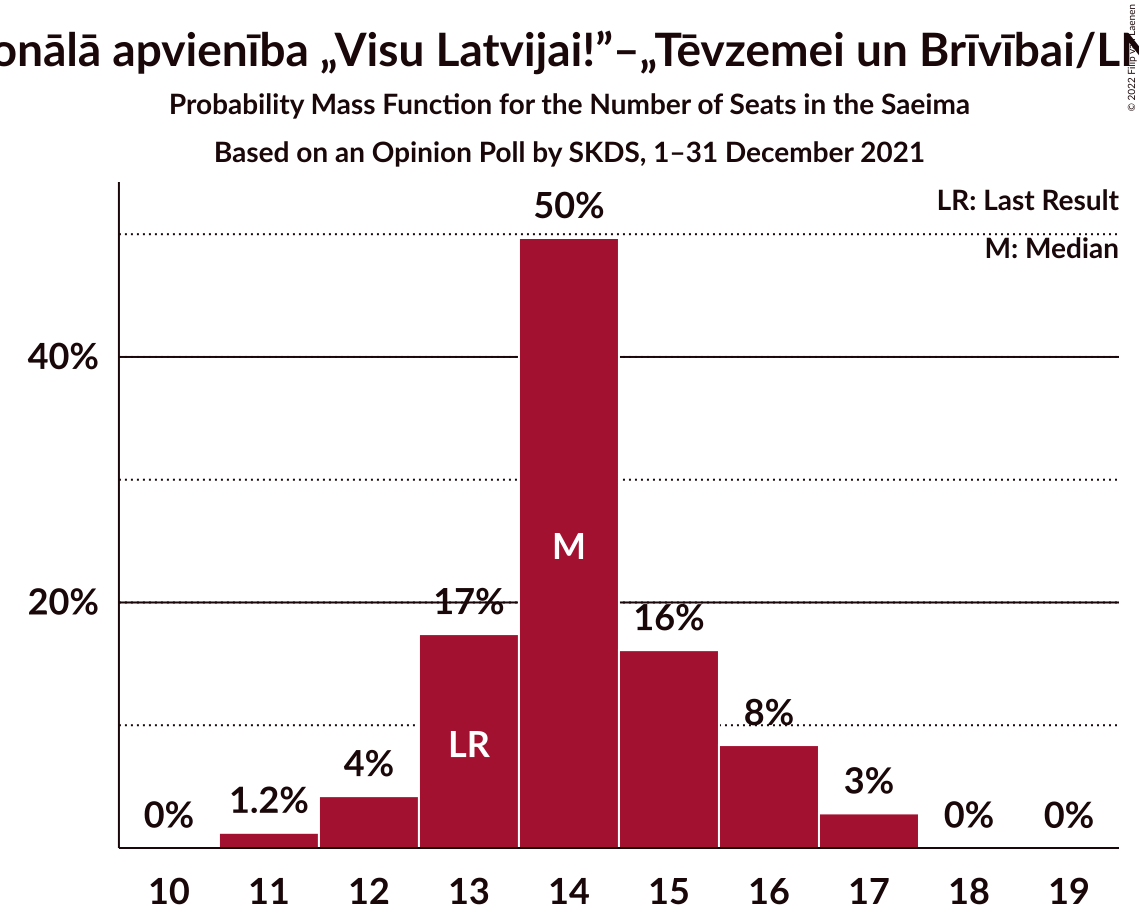 onālā apvienība „Visu Latvijai!”–„Tēvzemei un Brīvībai/LN
Probability Mass Function for the Number of Seats in the Saeima
Based on an Opinion Poll by SKDS, 1–31 December 2021
© 2022 Filip van Laenen
LR: Last Result
M: Median
50%
40%
M
20%
17%
16%
LR
8%
4%
3%
1.2%
0%
0%
0%
10 11 12 13 14 15 16 17 18 19